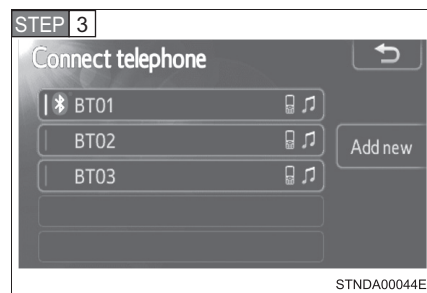 STEP 3
Connect telephone
BT01
BT02
Add new
BT03
STNDA00044E